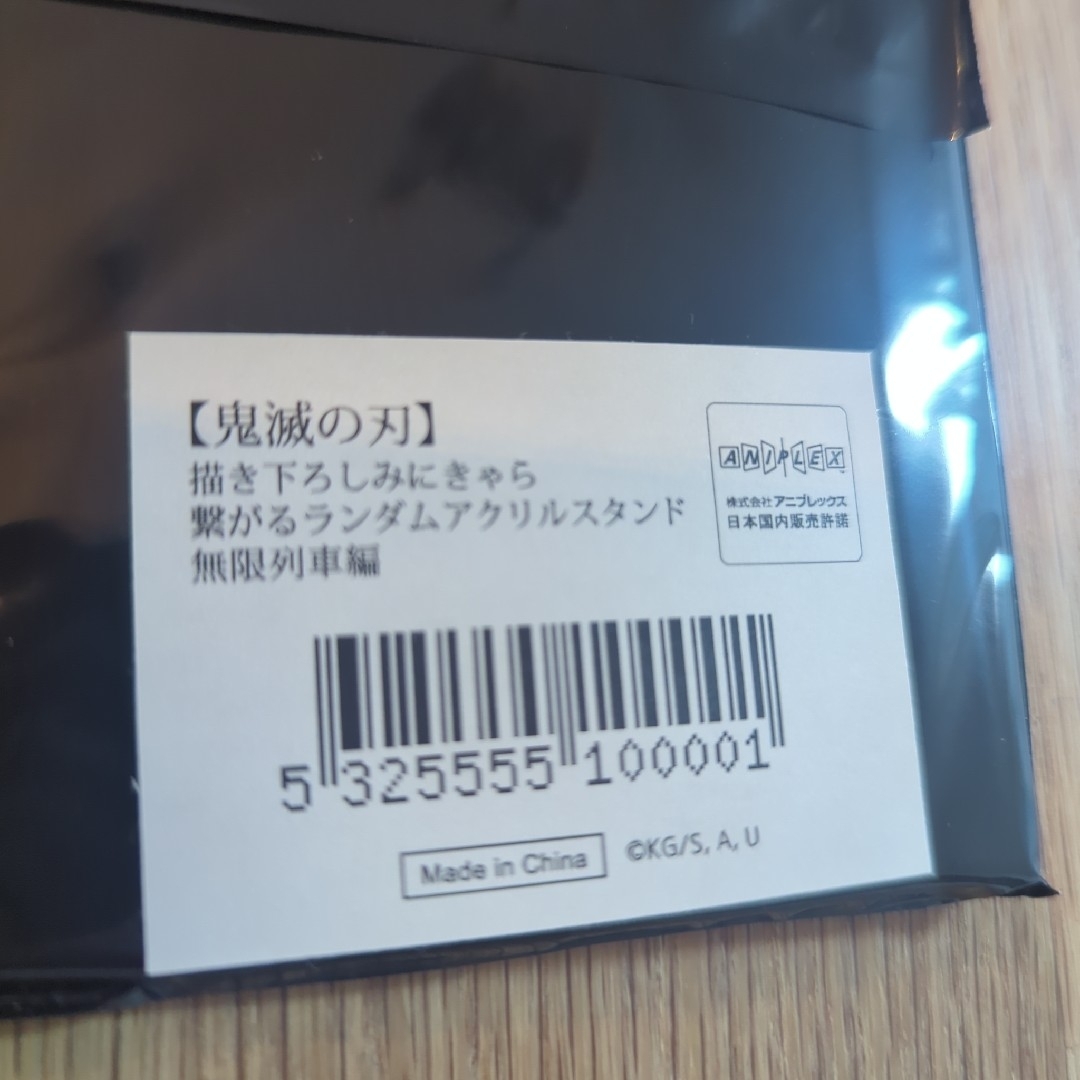 【鬼滅の刃】
描き下ろしみにきゃら
繋がるランダムアクリルスタンド
無限列車編
ANIPLEX
株式会社アニプレックス
日本国内販売許諾
5 325555 100001
Made in China
©KG/S, A, U